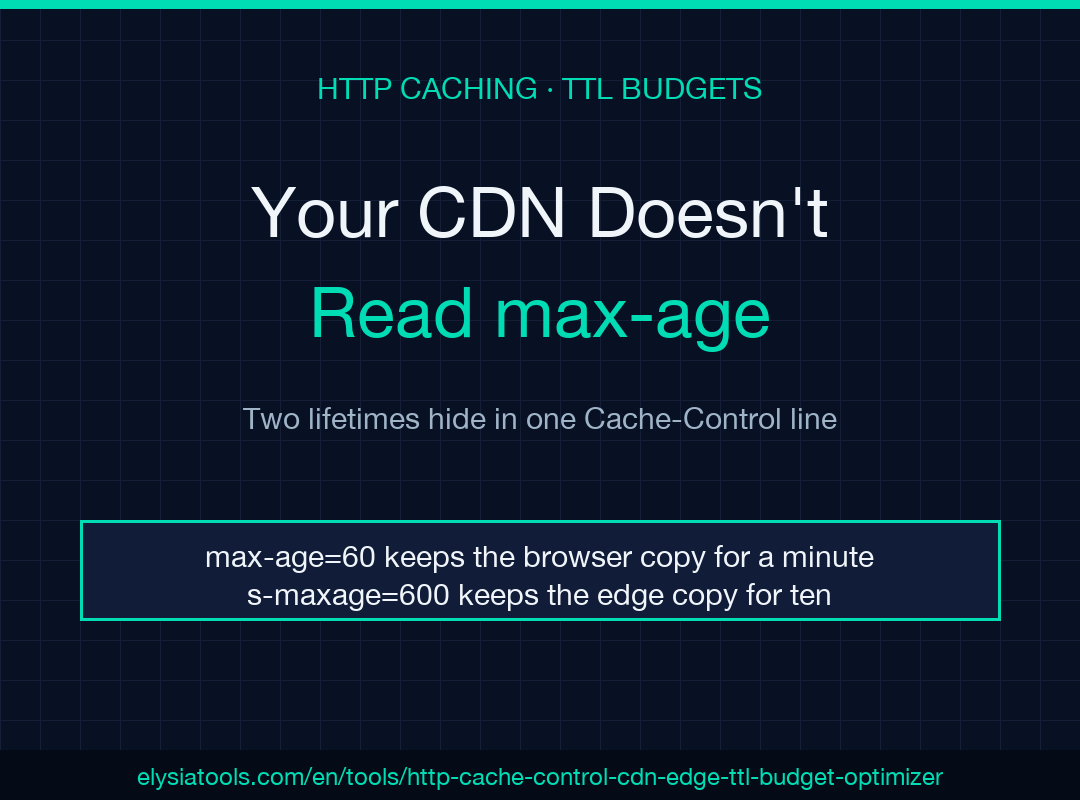 HTTP CACHING · TTL BUDGETS
Your CDN Doesn't
Read max-age
Two lifetimes hide in one Cache-Control line
max-age=60 keeps the browser copy for a minute
s-maxage=600 keeps the edge copy for ten
elysiatools.com/en/tools/http-cache-control-cdn-edge-ttl-budget-optimizer